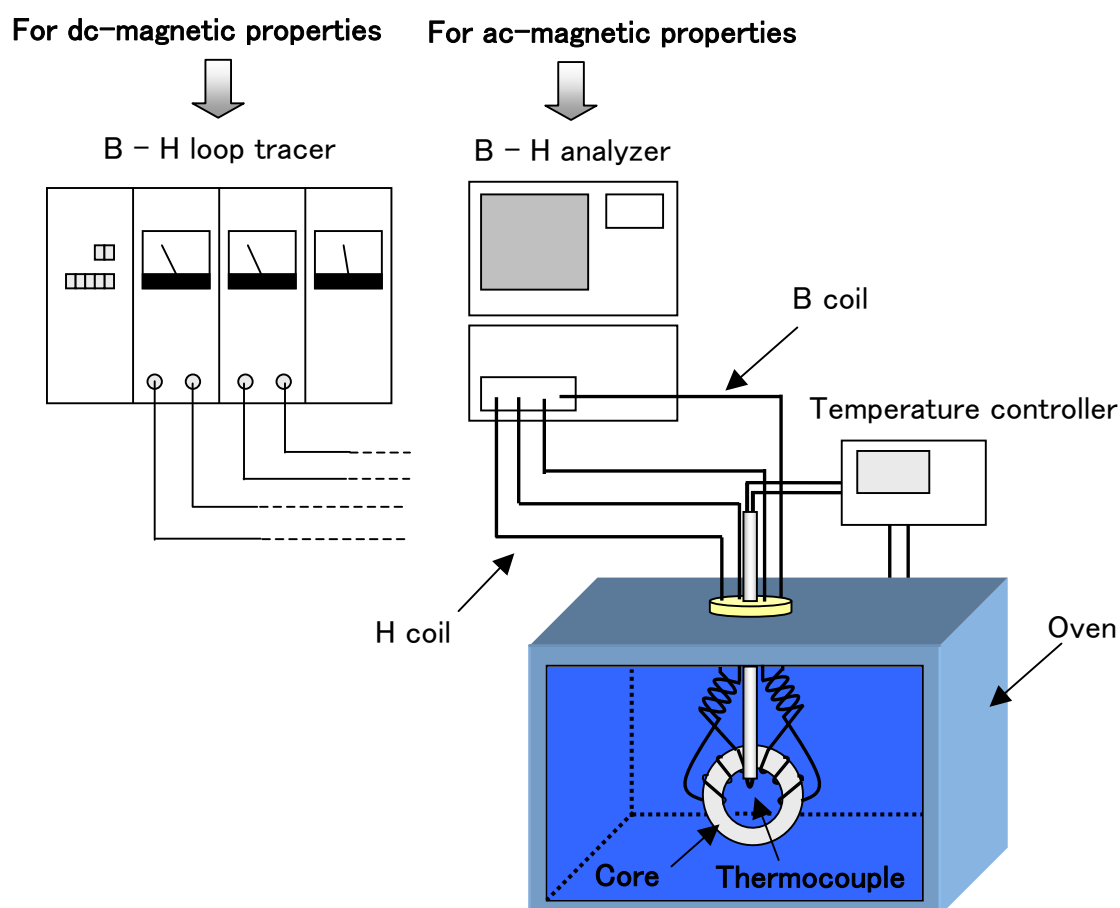 For dc-magnetic properties
For ac-magnetic properties
B - H loop tracer
B - H analyzer
B coil
Temperature controller
H coil
Oven
Core
Thermocouple